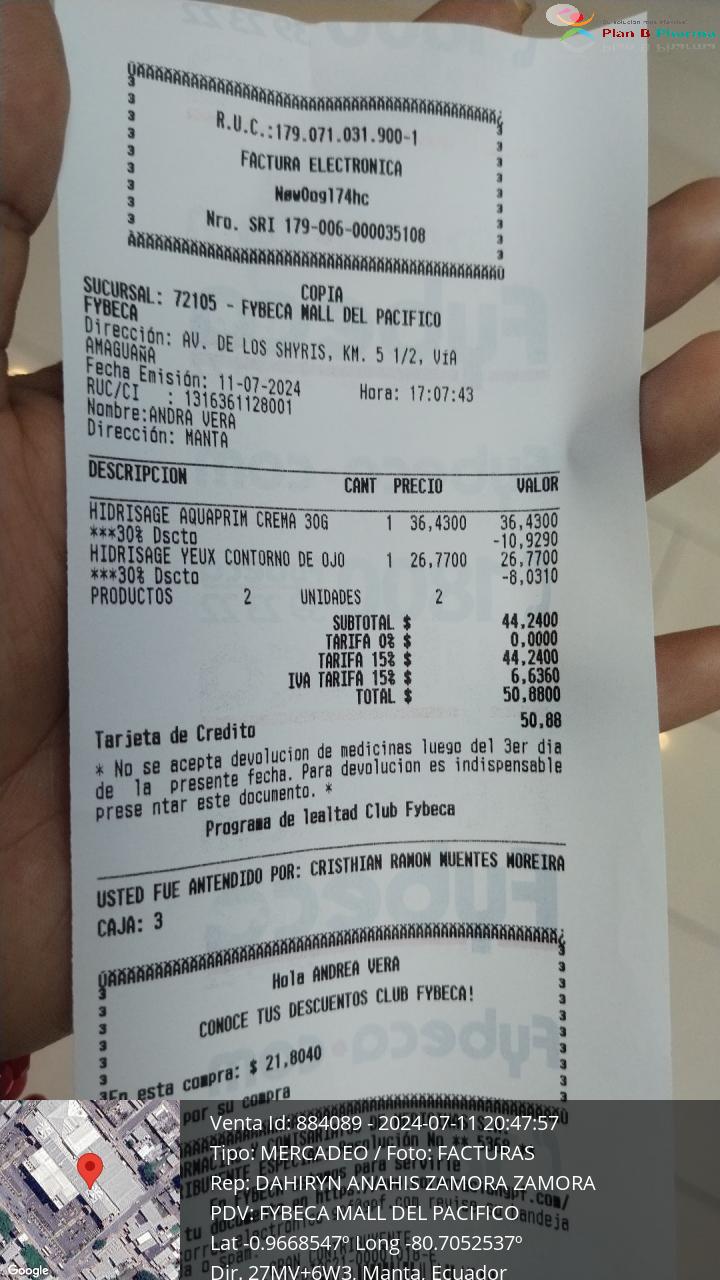 Plan B Pharma
R.U.C.:179.071.031.900-1
FACTURA ELECTRONICA
Nro. SRI 179-006-000035108
COPIA
SUCURSAL: 72105 - FYBECA MALL DEL PACIFICO
FYBECA
Dirección: AV. DE LOS SHYRIS, KM. 5 1/2, VíA
AMAGUAÑA
Fecha Emisión: 11-07-2024 Hora: 17:07:43
RUC/CI : 1316361128001
Nombre:ANDRA VERA
Dirección: MANTA
DESCRIPCION CANT PRECIO VALOR
HIDRISAGE AQUAPRIM CREMA 30G 1 36,4300 36,4300
***30% Dscto -10,9290
HIDRISAGE YEUX CONTORNO DE OJO 1 26,7700 26,7700
***30% Dscto -8,0310
PRODUCTOS 2 UNIDADES 2
SUBTOTAL $ 44,2400
TARIFA 0% $ 0,0000
TARIFA 15% $ 44,2400
IVA TARIFA 15% $ 6,6360
TOTAL $ 50,8800
Tarjeta de Credito 50,88
* No se acepta devolucion de medicinas luego del 3er dia
de la presente fecha. Para devolucion es indispensable
prese ntar este documento. *
Programa de lealtad Club Fybeca
USTED FUE ANTENDIDO POR: CRISTHIAN RAMON MUENTES MOREIRA
CAJA: 3
Hola ANDREA VERA
CONOCE TUS DESCUENTOS CLUB FYBECA!
En esta compra: $ 21,8040
por su compra
Venta Id: 884089 - 2024-07-11 20:47:57
Tipo: MERCADEO / Foto: FACTURAS
Rep: DAHIRYN ANAHIS ZAMORA ZAMORA
PDV: FYBECA MALL DEL PACIFICO
Lat -0.9668547º Long -80.7052537º
Dir. 27MV+6W3, Manta, Ecuador
Google